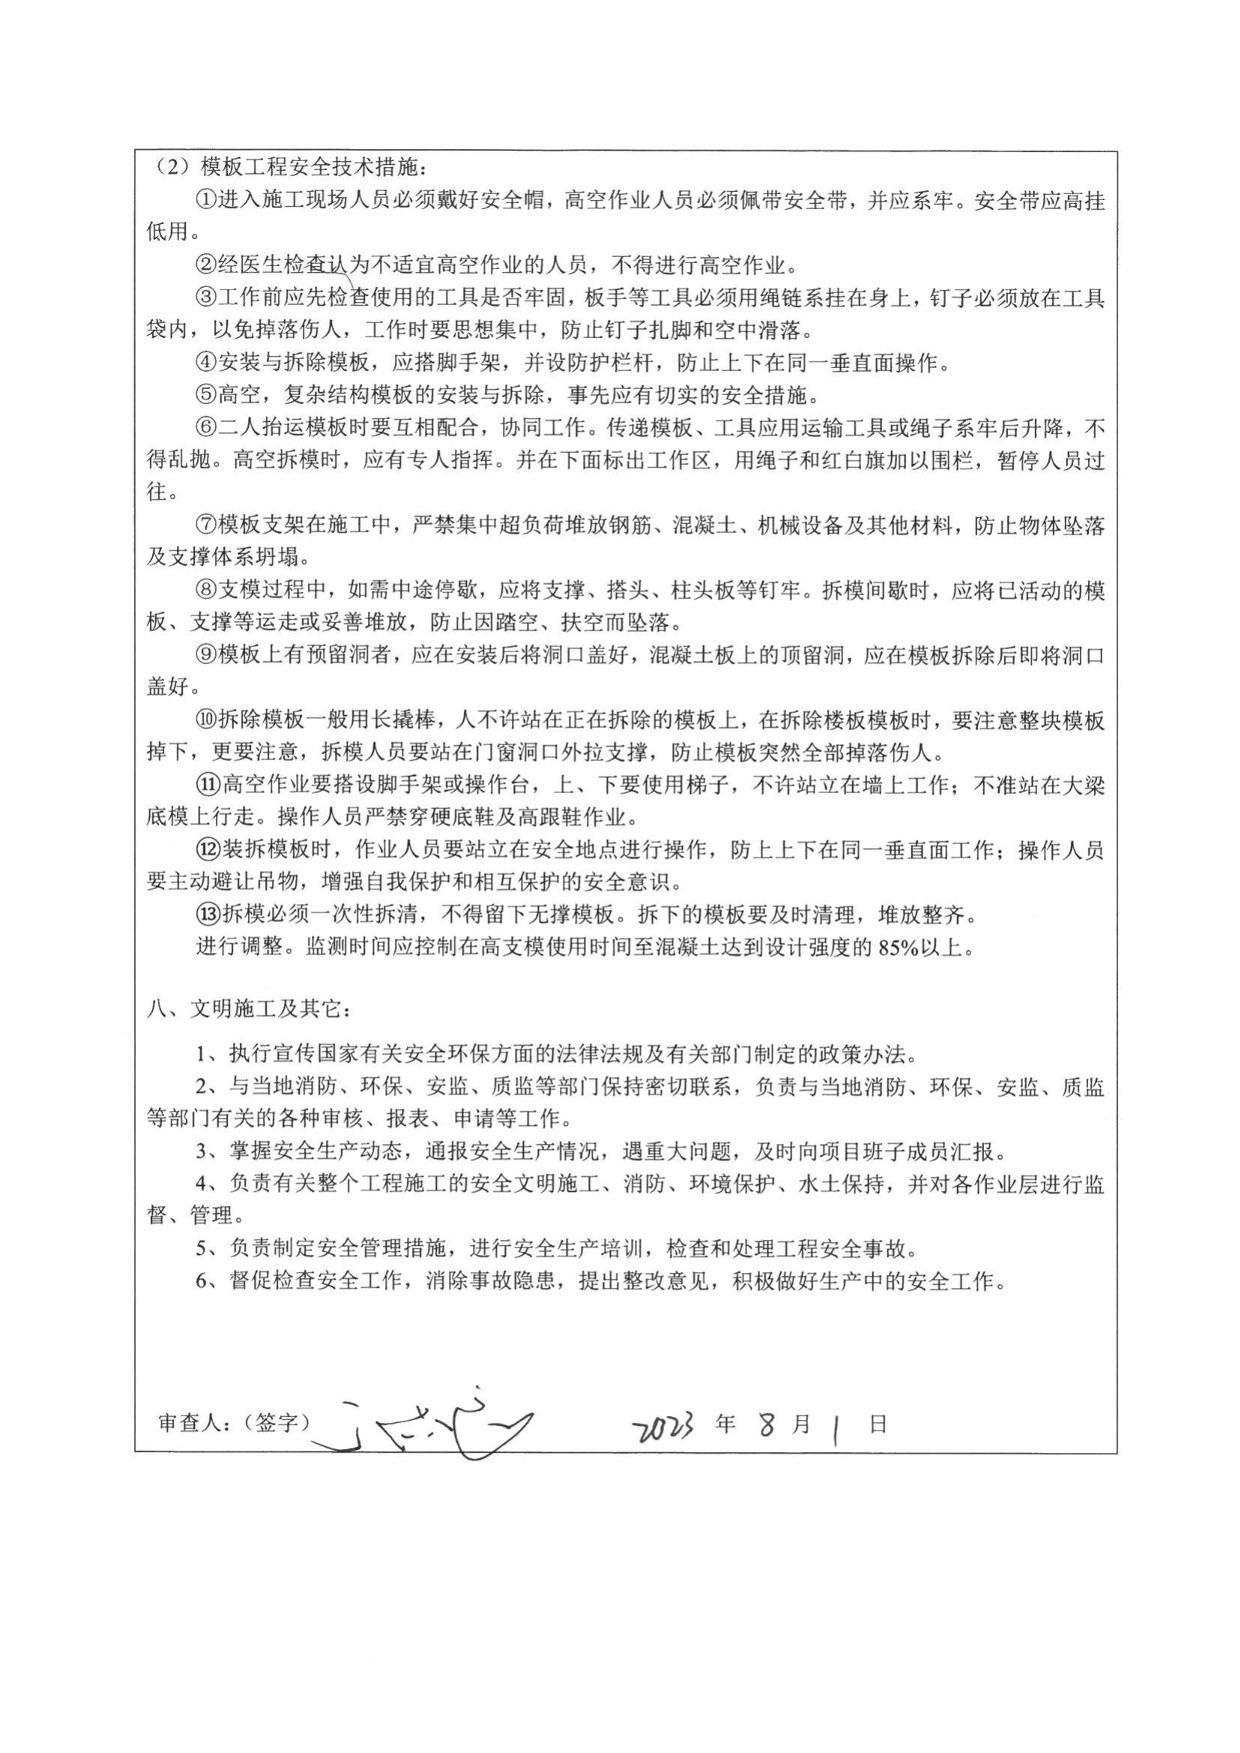 （2）模板工程安全技术措施：
①进入施工现场人员必须戴好安全帽，高空作业人员必须佩带安全带，并应系牢。安全带应高挂
低用。
②经医生检查认为不适宜高空作业的人员，不得进行高空作业。
③工作前应先检查使用的工具是否牢固，板手等工具必须用绳链系挂在身上，钉子必须放在工具
袋内，以免掉落伤人，工作时要思想集中，防止钉子扎脚和空中滑落。
④安装与拆除模板，应搭脚手架，并设防护栏杆，防止上下在同一垂直面操作。
⑤高空，复杂结构模板的安装与拆除，事先应有切实的安全措施。
⑥二人抬运模板时要互相配合，协同工作。传递模板、工具应用运输工具或绳子系牢后升降，不
得乱抛。高空拆模时，应有专人指挥。并在下面标出工作区，用绳子和红白旗加以围栏，暂停人员过
往。
⑦模板支架在施工中，严禁集中超负荷堆放钢筋、混凝土、机械设备及其他材料，防止物体坠落
及支撑体系坍塌。
⑧支模过程中，如需中途停歇，应将支撑、搭头、柱头板等钉牢。拆模间歇时，应将已活动的模
板、支撑等运走或妥善堆放，防止因踏空、扶空而坠落。
⑨模板上有预留洞者，应在安装后将洞口盖好，混凝土板上的顶留洞，应在模板拆除后即将洞口
盖好。
⑩拆除模板一般用长撬棒，人不许站在正在拆除的模板上，在拆除楼板模板时，要注意整块模板
掉下，更要注意，拆模人员要站在门窗洞口外拉支撑，防止模板突然全部掉落伤人。
⑪高空作业要搭设脚手架或操作台，上、下要使用梯子，不许站立在墙上工作；不准站在大梁
底模上行走。操作人员严禁穿硬底鞋及高跟鞋作业。
⑫装拆模板时，作业人员要站立在安全地点进行操作，防上上下在同一垂直面工作；操作人员
要主动避让吊物，增强自我保护和相互保护的安全意识。
⑬拆模必须一次性拆清，不得留下无撑模板。拆下的模板要及时清理，堆放整齐。
进行调整。监测时间应控制在高支模使用时间至混凝土达到设计强度的 85%以上。
八、文明施工及其它：
1、执行宣传国家有关安全环保方面的法律法规及有关部门制定的政策办法。
2、与当地消防、环保、安监、质监等部门保持密切联系，负责与当地消防、环保、安监、质监
等部门有关的各种审核、报表、申请等工作。
3、掌握安全生产动态，通报安全生产情况，遇重大问题，及时向项目班子成员汇报。
4、负责有关整个工程施工的安全文明施工、消防、环境保护、水土保持，并对各作业层进行监
督、管理。
5、负责制定安全管理措施，进行安全生产培训，检查和处理工程安全事故。
6、督促检查安全工作，消除事故隐患，提出整改意见，积极做好生产中的安全工作。
审查人：（签字） 2023 年 8 月 1 日